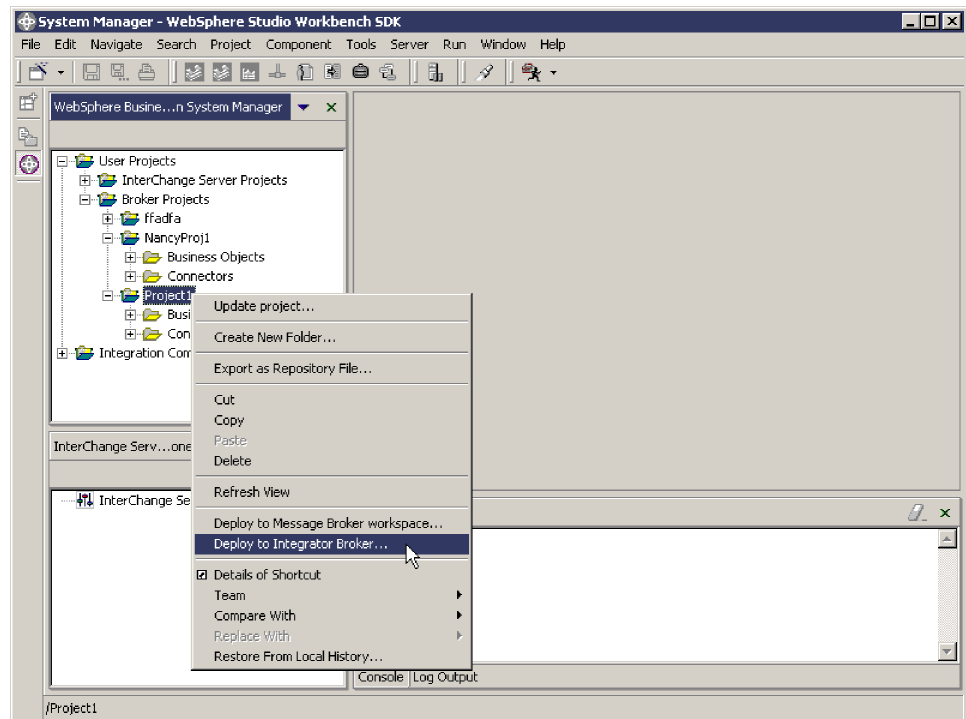 System Manager - WebSphere Studio Workbench SDK
File Edit Navigate Search Project Component Tools Server Run Window Help
WebSphere Busine...n System Manager
User Projects
InterChange Server Projects
Broker Projects
ffadfa
NancyProj1
Business Objects
Connectors
Project1
Busi
Con
Integration Com
Update project...
Create New Folder...
Export as Repository File...
Cut
Copy
Paste
Delete
Refresh View
Deploy to Message Broker workspace...
Deploy to Integrator Broker...
Details of Shortcut
Team
Compare With
Replace With
Restore From Local History...
InterChange Serv...one
InterChange Se
Console Log Output
/Project1